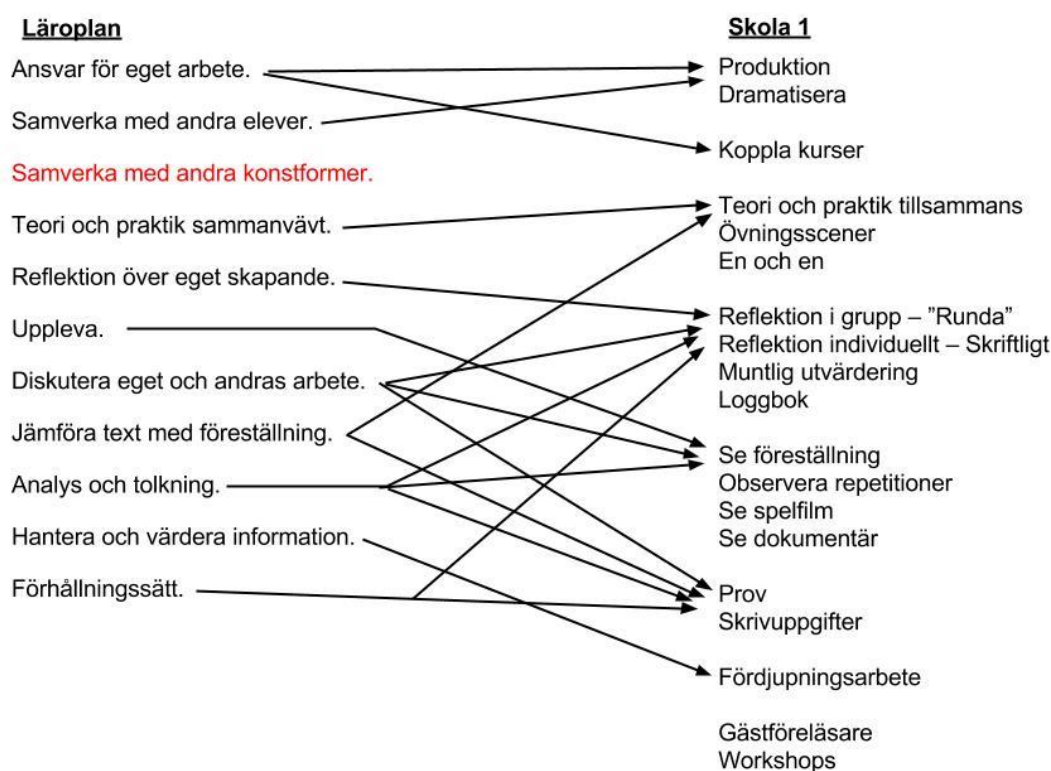 Läroplan
Ansvar för eget arbete.
Samverka med andra elever.
Samverka med andra konstformer.
Teori och praktik sammanvävt.
Reflektion över eget skapande.
Uppleva.
Diskutera eget och andras arbete.
Jämföra text med föreställning.
Analys och tolkning.
Hantera och värdera information.
Förhållningssätt.
Skola 1
Produktion
Dramatisera
Koppla kurser
Teori och praktik tillsammans
Övningsscener
En och en
Reflektion i grupp – ”Runda”
Reflektion individuellt – Skriftligt
Muntlig utvärdering
Loggbok
Se föreställning
Observera repetitioner
Se spelfilm
Se dokumentär
Prov
Skrivuppgifter
Fördjupningsarbete
Gästföreläsare
Workshops